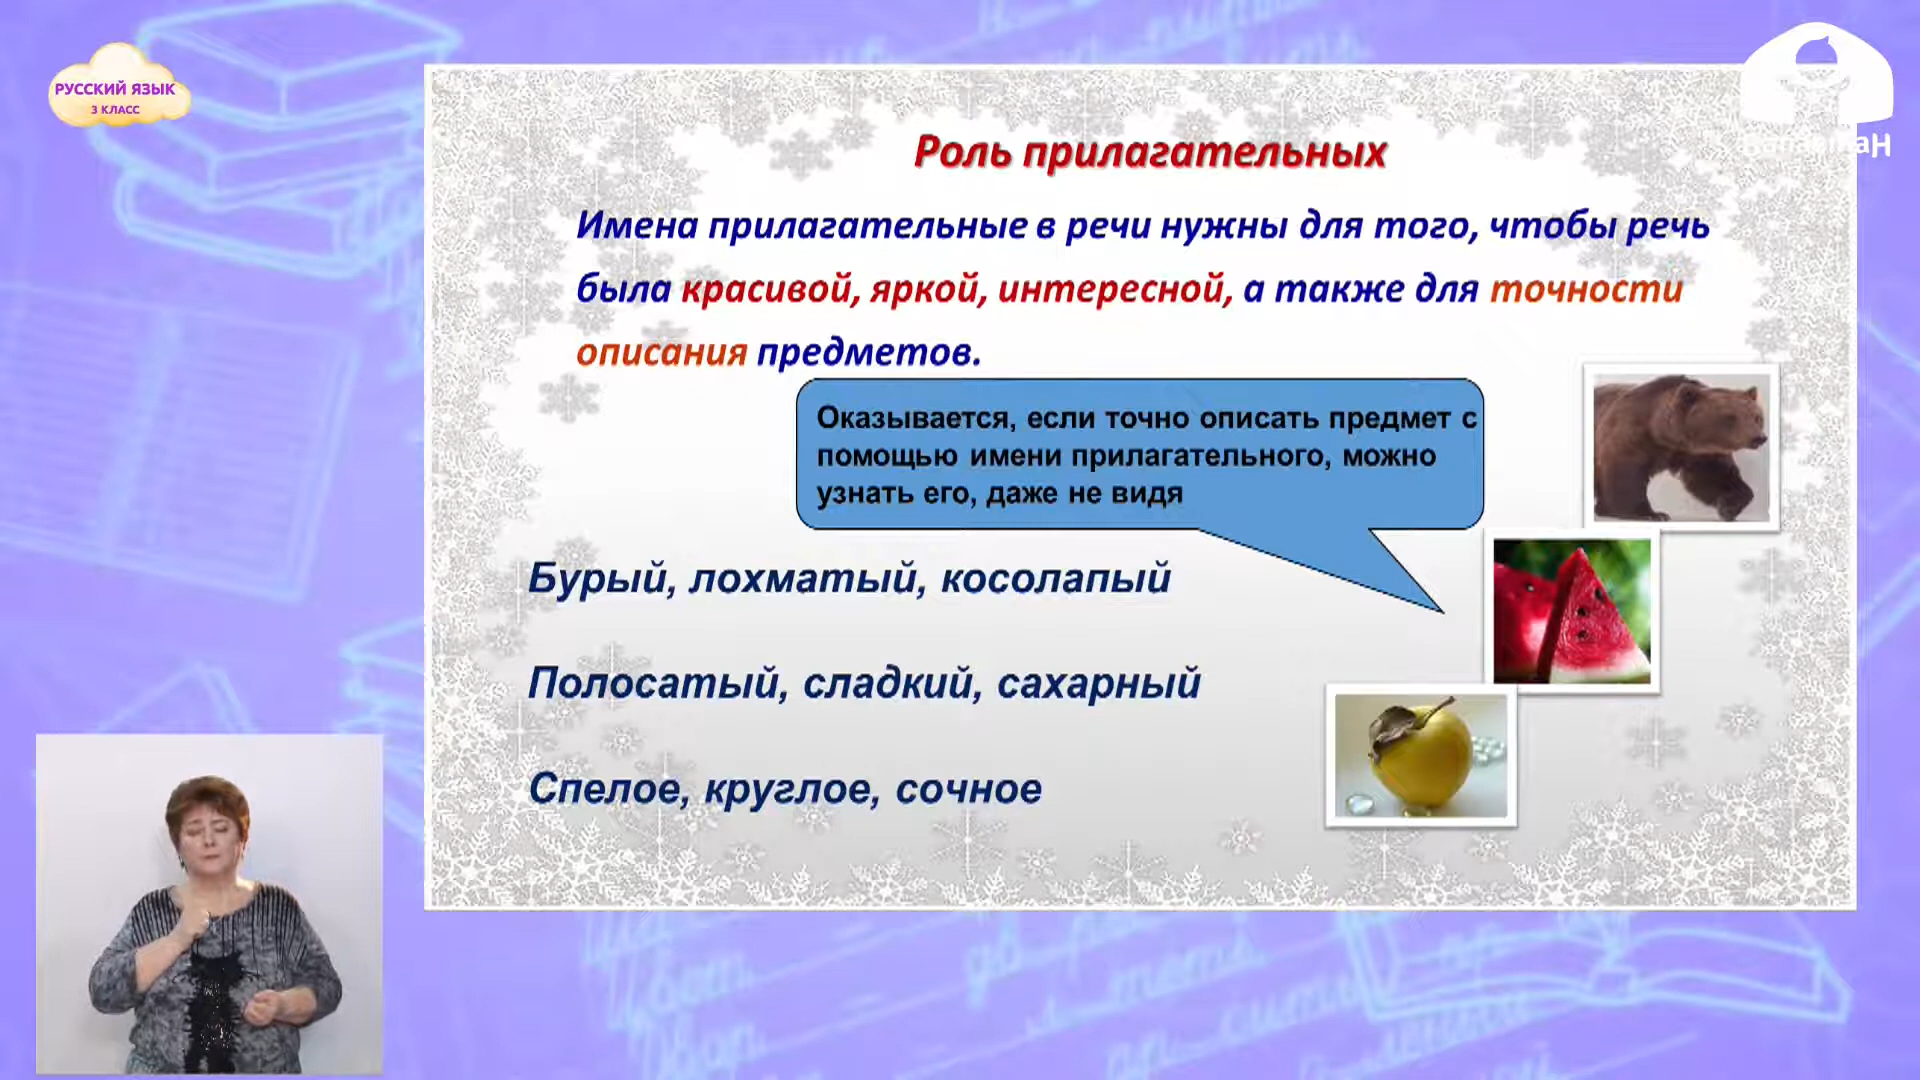 РУССКИЙ ЯЗЫК
3 КЛАСС
Роль прилагательных
Имена прилагательные в речи нужны для того, чтобы речь
была красивой, яркой, интересной, а также для точности
описания предметов.
Оказывается, если точно описать предмет с
помощью имени прилагательного, можно
узнать его, даже не видя
Бурый, лохматый, косолапый
Полосатый, сладкий, сахарный
Спелое, круглое, сочное